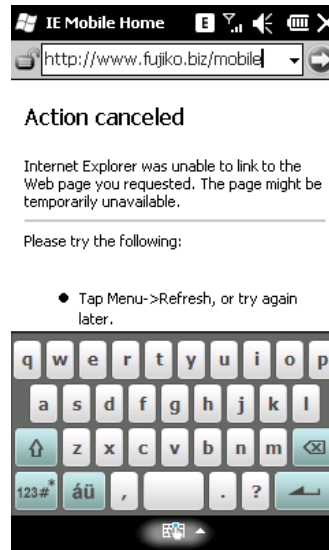 IE Mobile Home E
http://www.fujiko.biz/mobile
Action canceled
Internet Explorer was unable to link to the
Web page you requested. The page might be
temporarily unavailable.
Please try the following:
Tap Menu->Refresh, or try again
later.
q w e r t y u i o p
a s d f g h j k l
z x c v b n m
123#* áü , . ?